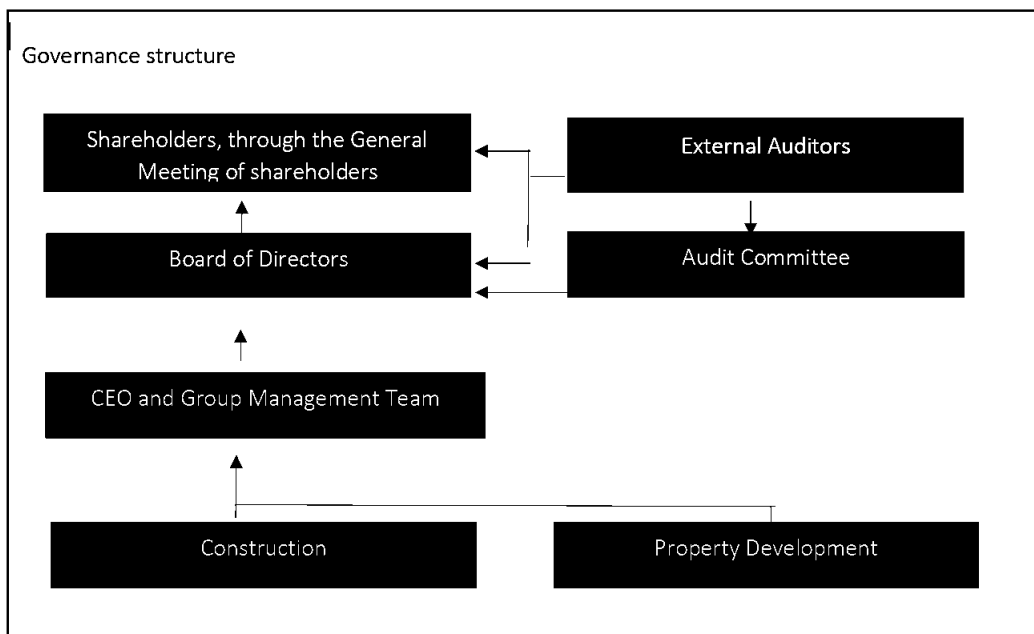 Governance structure
Shareholders, through the General
Meeting of shareholders
External Auditors
Board of Directors
Audit Committee
CEO and Group Management Team
Construction
Property Development